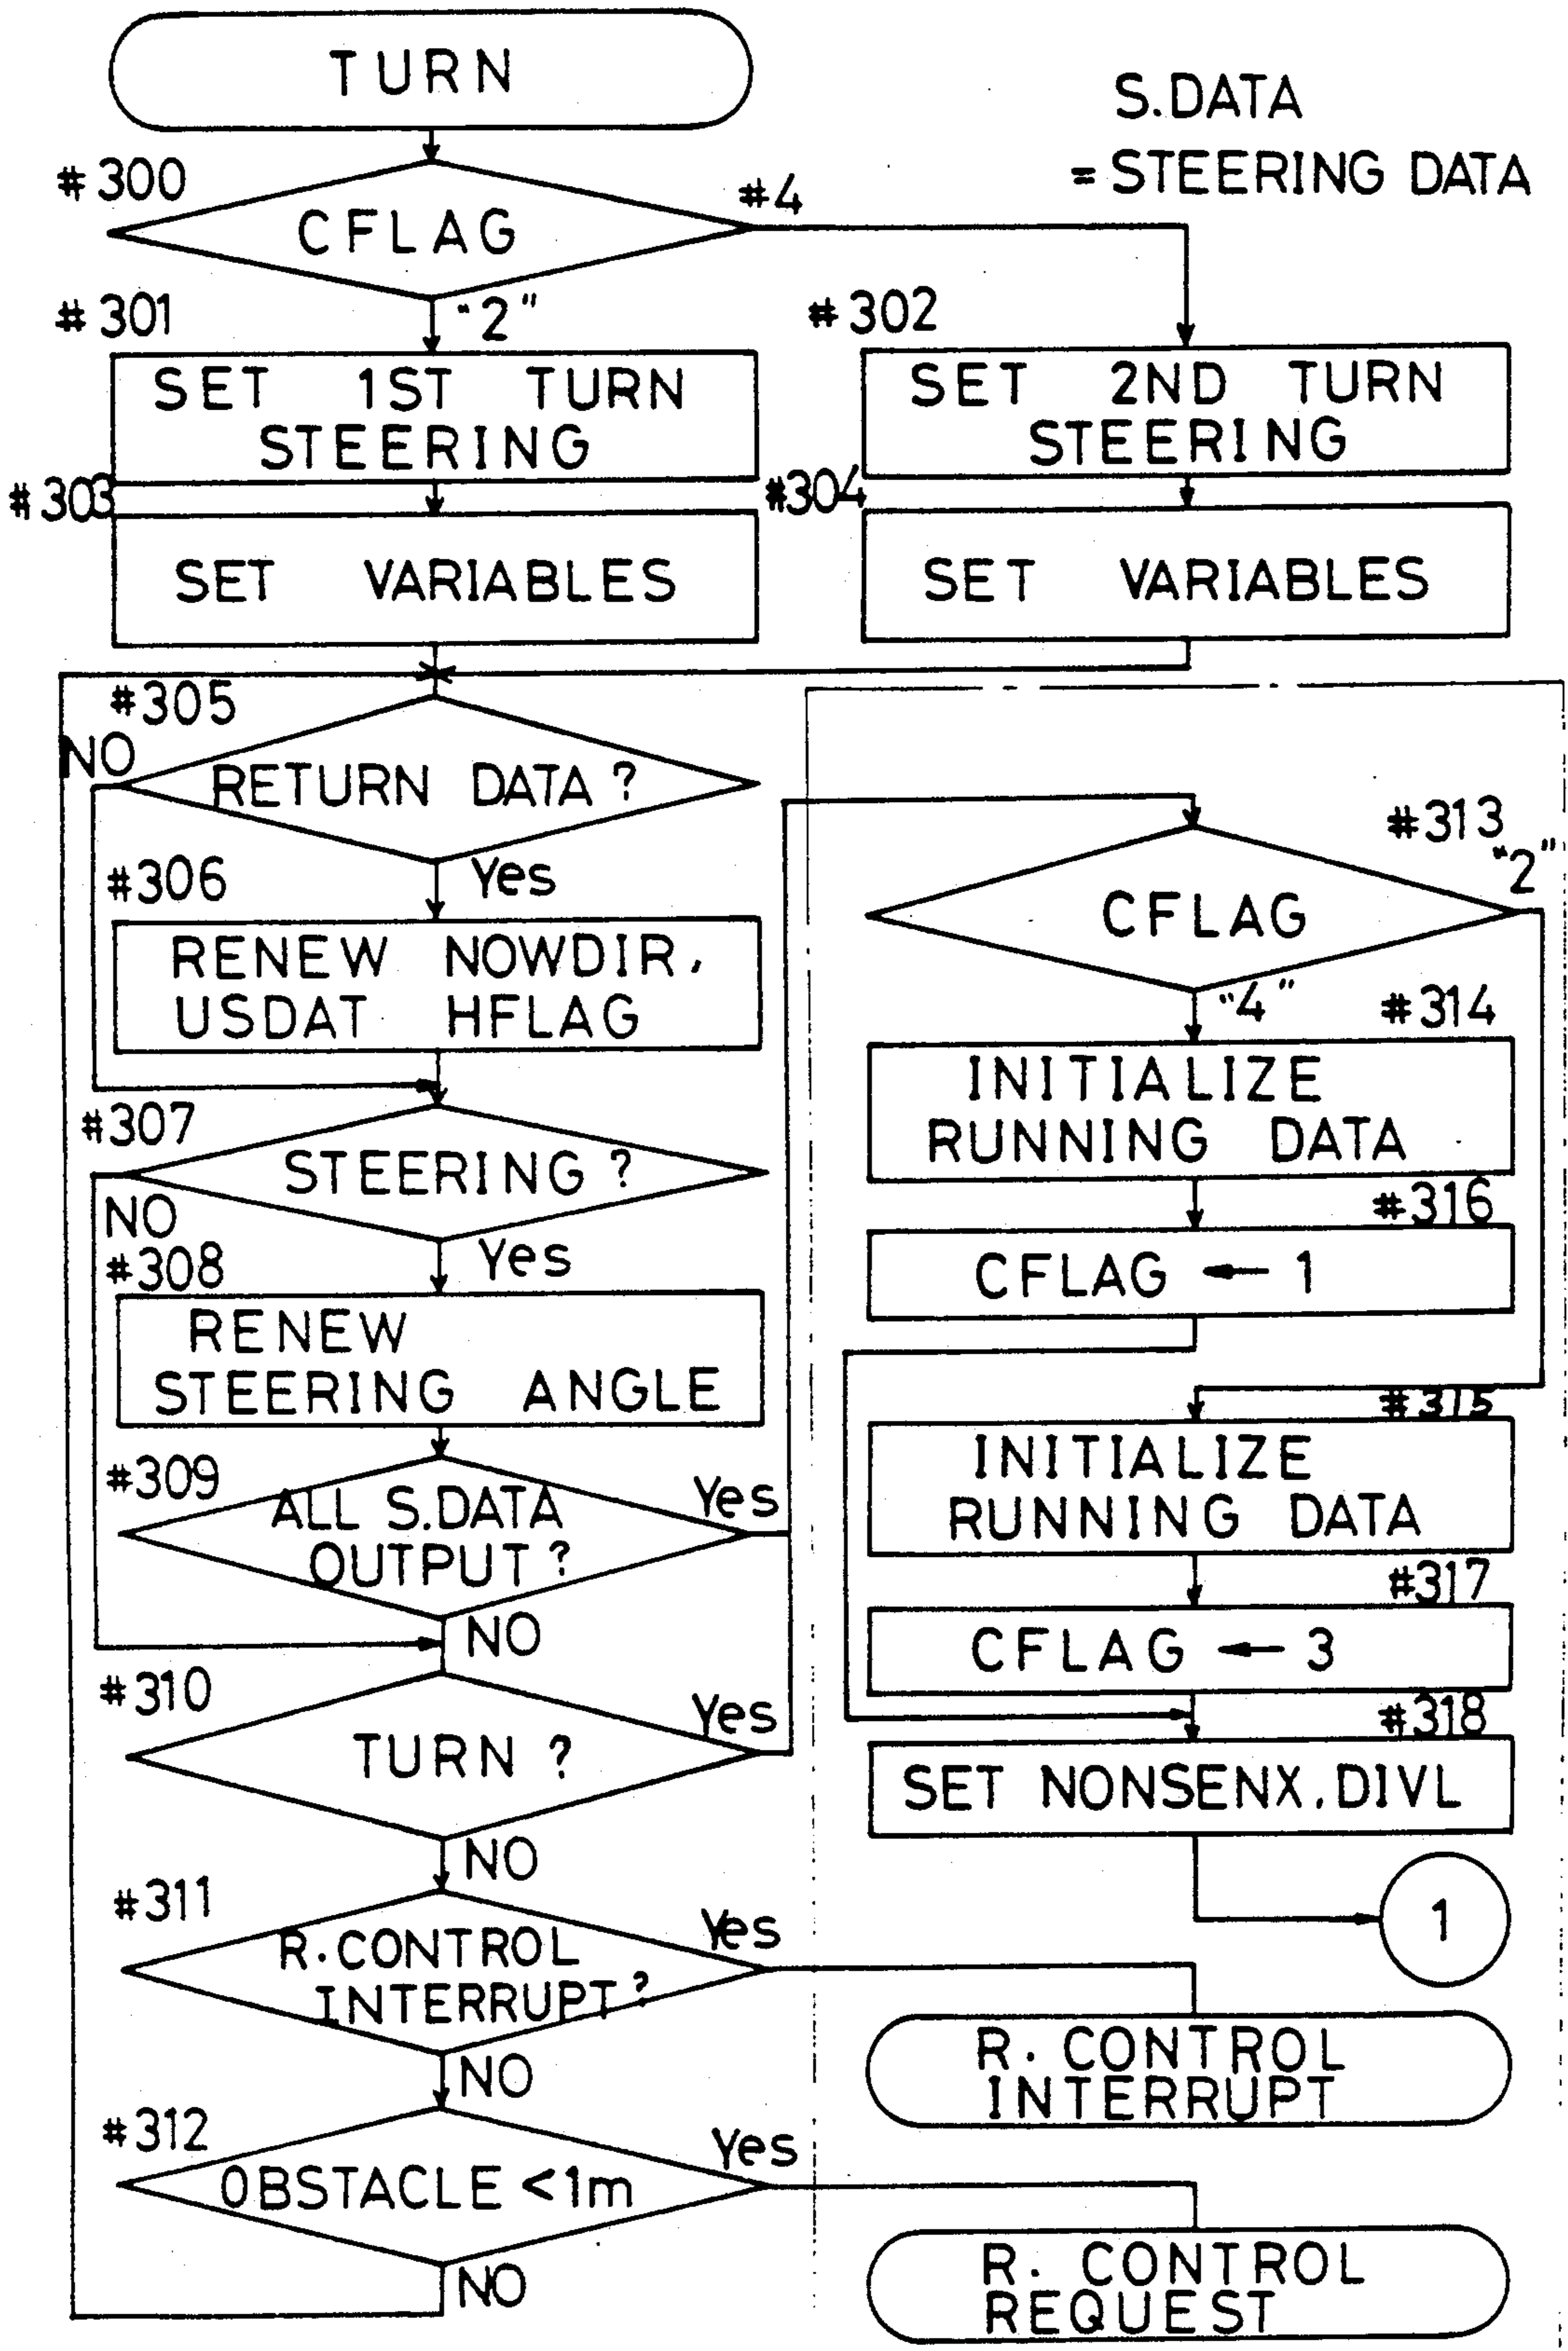 TURN
S.DATA
= STEERING DATA
#300
CFLAG
#4
"2"
#301
SET 1ST TURN
STEERING
#302
SET 2ND TURN
STEERING
#303
SET VARIABLES
#304
SET VARIABLES
#305
NO
RETURN DATA ?
Yes
#306
RENEW NOWDIR,
USDAT HFLAG
#307
STEERING ?
NO
Yes
#308
RENEW
STEERING ANGLE
#309
ALL S.DATA
OUTPUT ?
Yes
NO
#310
TURN ?
Yes
NO
#311
R. CONTROL
INTERRUPT ?
Yes
NO
#312
OBSTACLE < 1m
Yes
NO
#313
"2"
CFLAG
"4"
#314
INITIALIZE
RUNNING DATA
#316
CFLAG ← 1
#315
INITIALIZE
RUNNING DATA
#317
CFLAG ← 3
#318
SET NONSENX, DIVL
1
R. CONTROL
INTERRUPT
R. CONTROL
REQUEST